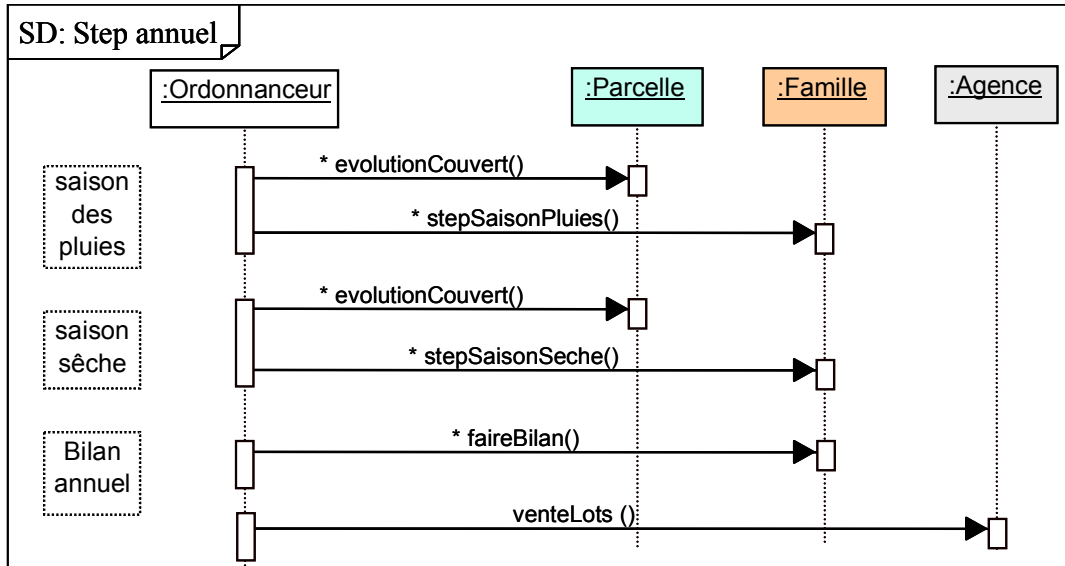 SD: Step annuel
:Ordonnanceur
:Parcelle
:Famille
:Agence
saison
des
pluies
* evolutionCouvert()
* stepSaisonPluies()
saison
sêche
* evolutionCouvert()
* stepSaisonSeche()
Bilan
annuel
* faireBilan()
venteLots ()